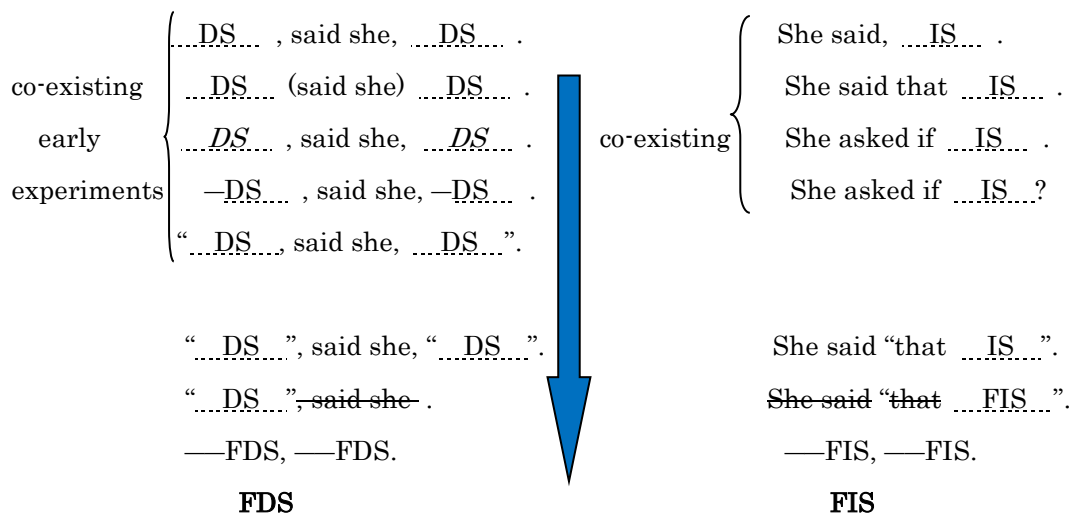 DS , said she, DS .
co-existing DS (said she) DS .
early DS , said she, DS .
experiments —DS , said she, —DS .
“ DS , said she, DS ”.
“ DS ”, said she, “ DS ”.
“ DS ”, said she .
—–FDS, —–FDS.
FDS
She said, IS .
She said that IS .
co-existing She asked if IS .
She asked if IS ?
She said “that IS ”.
She said “that FIS ”.
—–FIS, —–FIS.
FIS